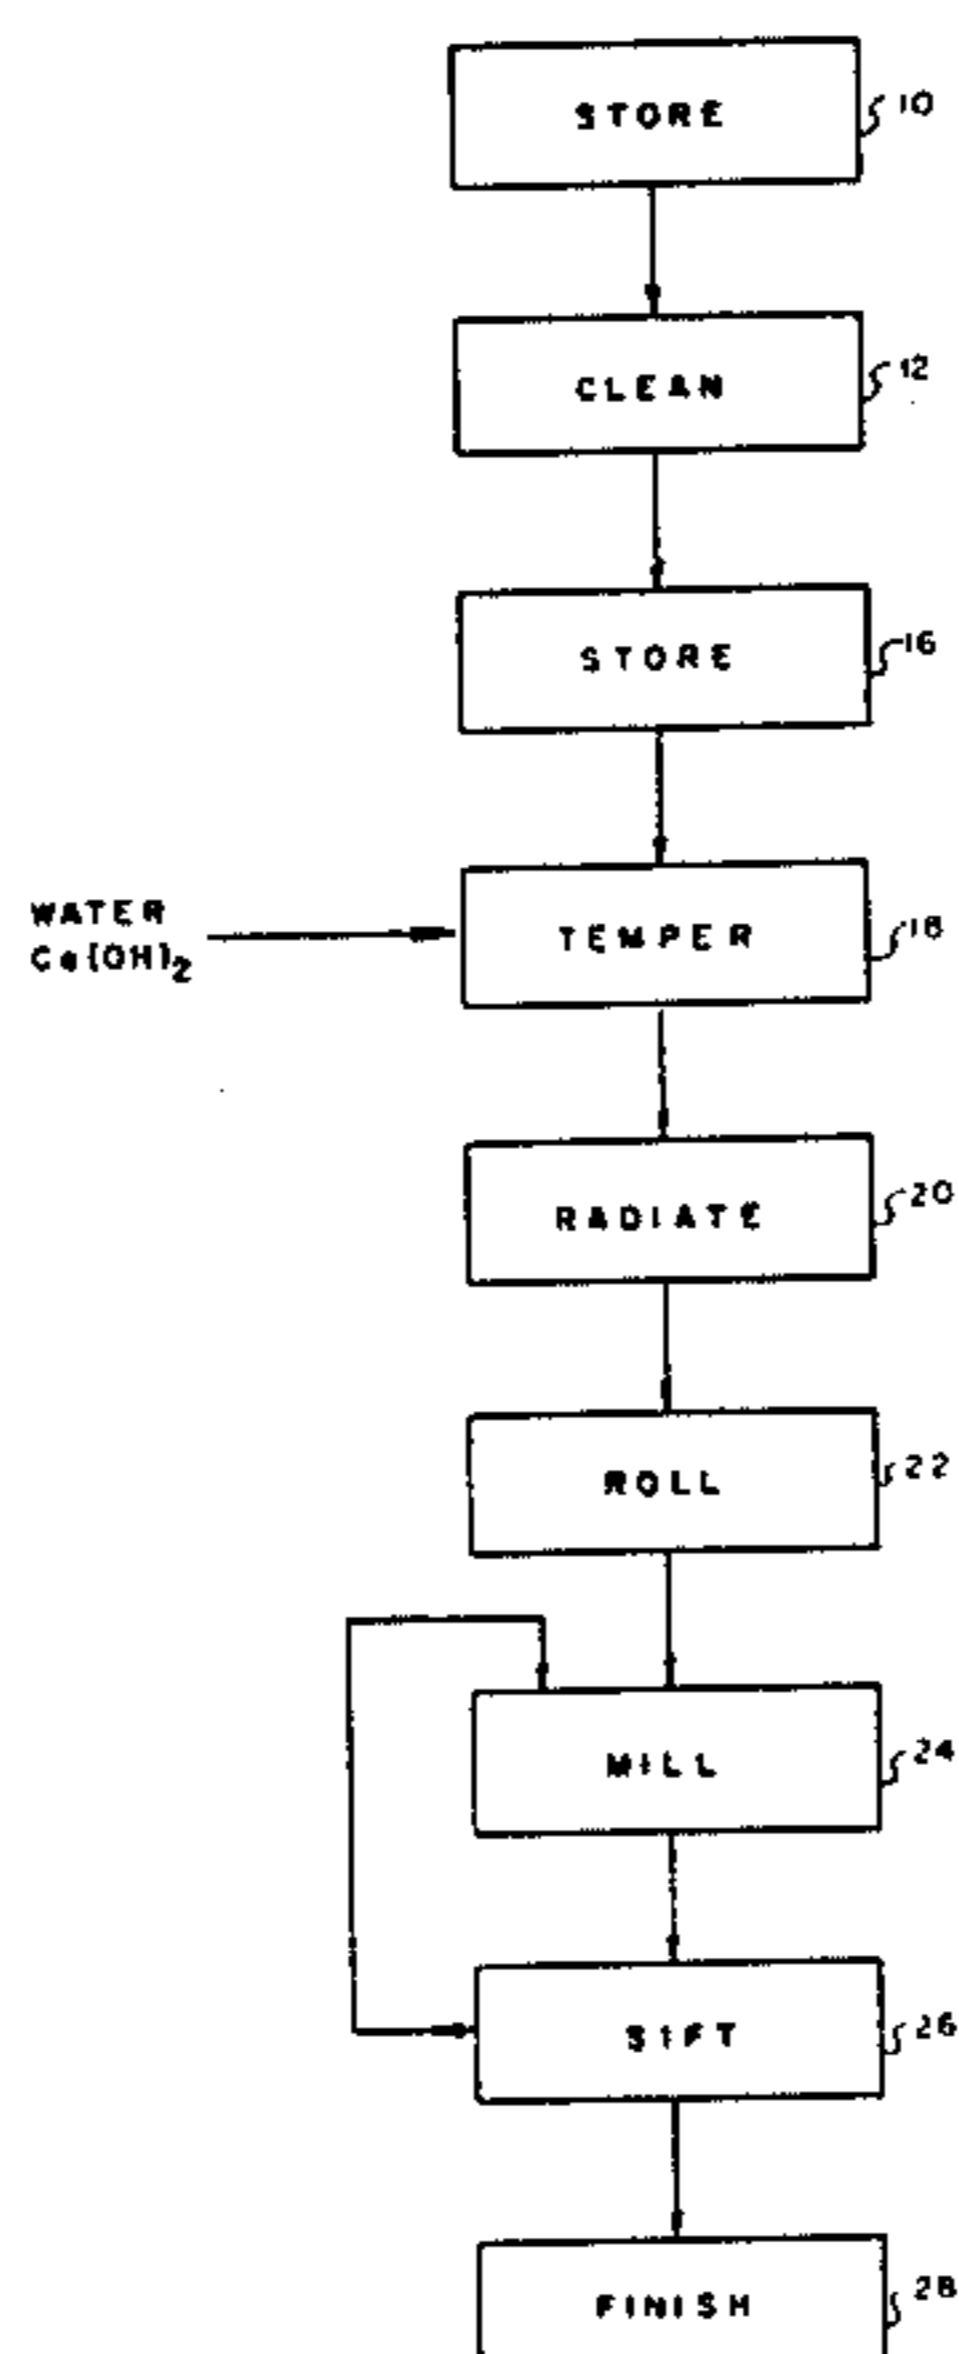 STORE
10
CLEAN
12
STORE
16
WATER
Ca(OH)2
TEMPER
18
RADIATE
20
ROLL
22
MILL
24
SIFT
26
FINISH
28